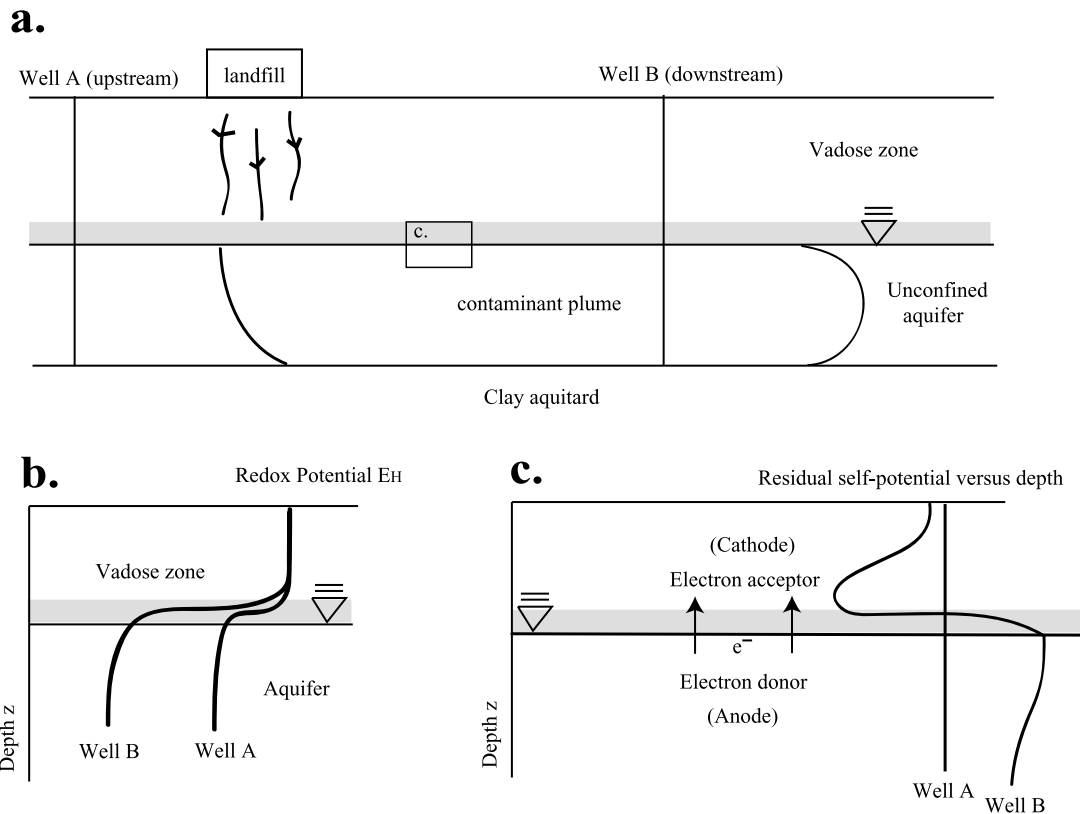 a.
Well A (upstream)
landfill
Well B (downstream)
Vadose zone
c.
contaminant plume
Unconfined
aquifer
Clay aquitard
b.
Redox Potential EH
Vadose zone
Aquifer
Depth z
Well B
Well A
c.
Residual self-potential versus depth
(Cathode)
Electron acceptor
e−
Electron donor
(Anode)
Depth z
Well A
Well B